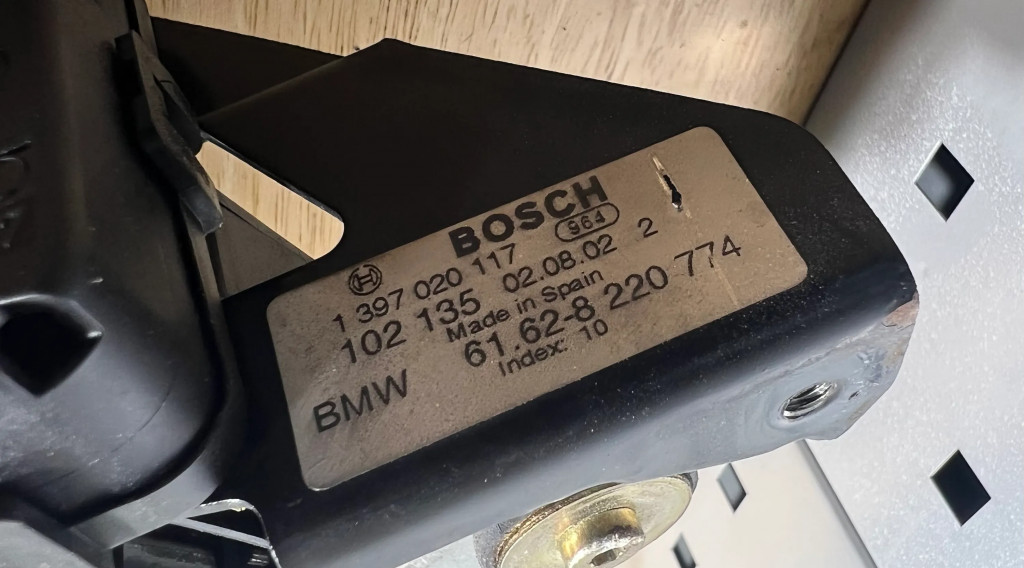 BOSCH
964
1 397 020 117
102 135 02.08.02 2
Made in Spain
BMW 61.62-8 220 774
Index: 10